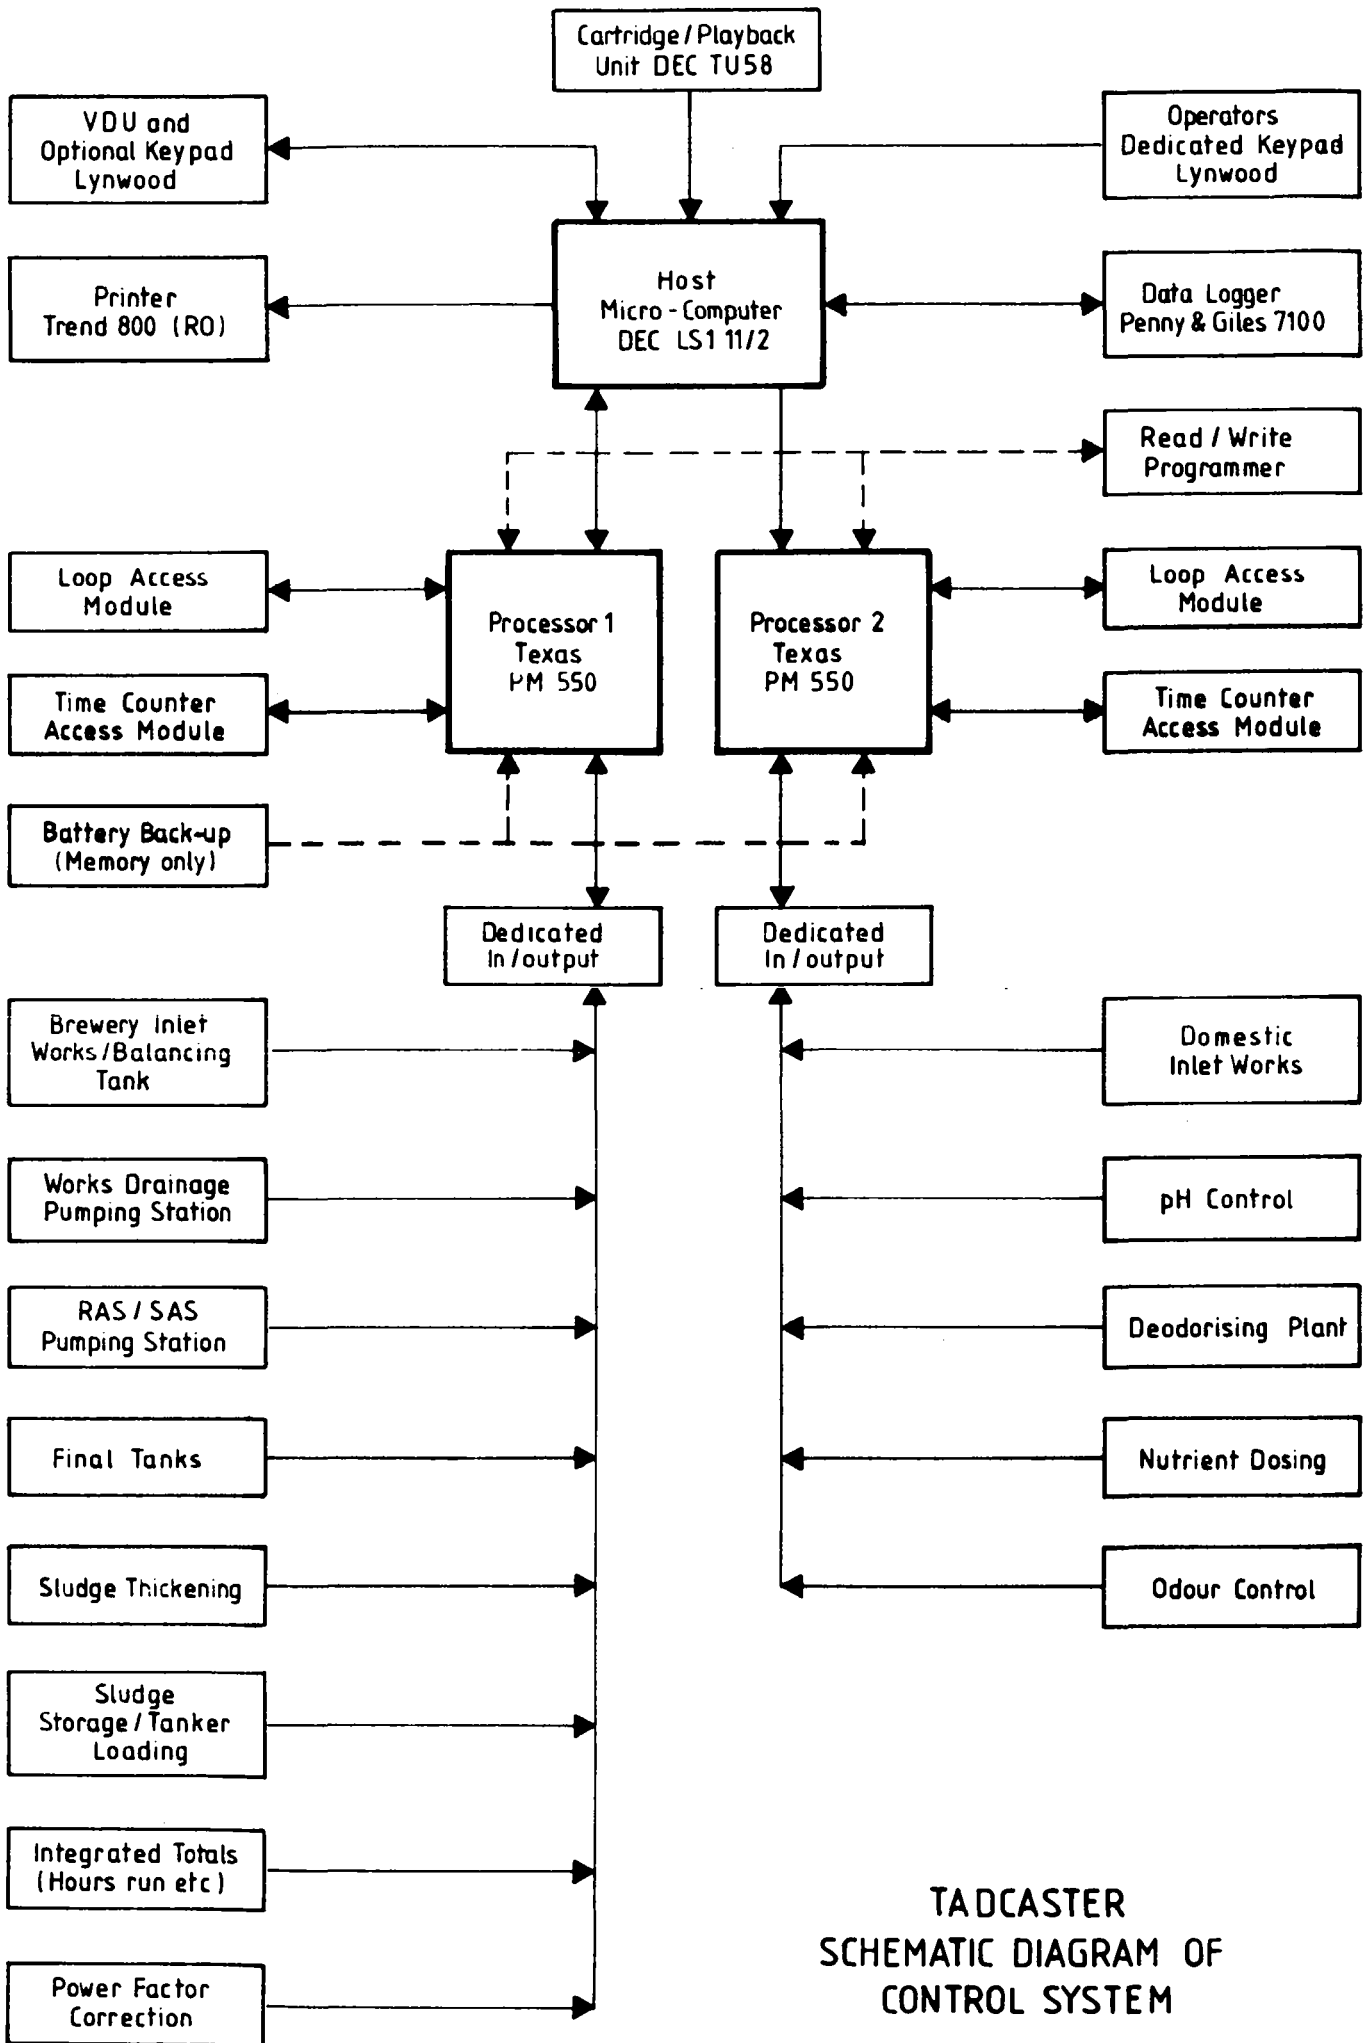 Cartridge/Playback
Unit DEC TU58
VDU and
Optional Keypad
Lynwood
Operators
Dedicated Keypad
Lynwood
Host
Micro-Computer
DEC LS1 11/2
Printer
Trend 800 (RO)
Data Logger
Penny & Giles 7100
Read / Write
Programmer
Loop Access
Module
Processor 1
Texas
PM 550
Processor 2
Texas
PM 550
Loop Access
Module
Time Counter
Access Module
Time Counter
Access Module
Battery Back-up
(Memory only)
Dedicated
In/output
Dedicated
In/output
Brewery Inlet
Works/Balancing
Tank
Domestic
Inlet Works
Works Drainage
Pumping Station
pH Control
RAS / SAS
Pumping Station
Deodorising Plant
Final Tanks
Nutrient Dosing
Sludge Thickening
Odour Control
Sludge
Storage/Tanker
Loading
Integrated Totals
(Hours run etc)
Power Factor
Correction
TADCASTER
SCHEMATIC DIAGRAM OF
CONTROL SYSTEM